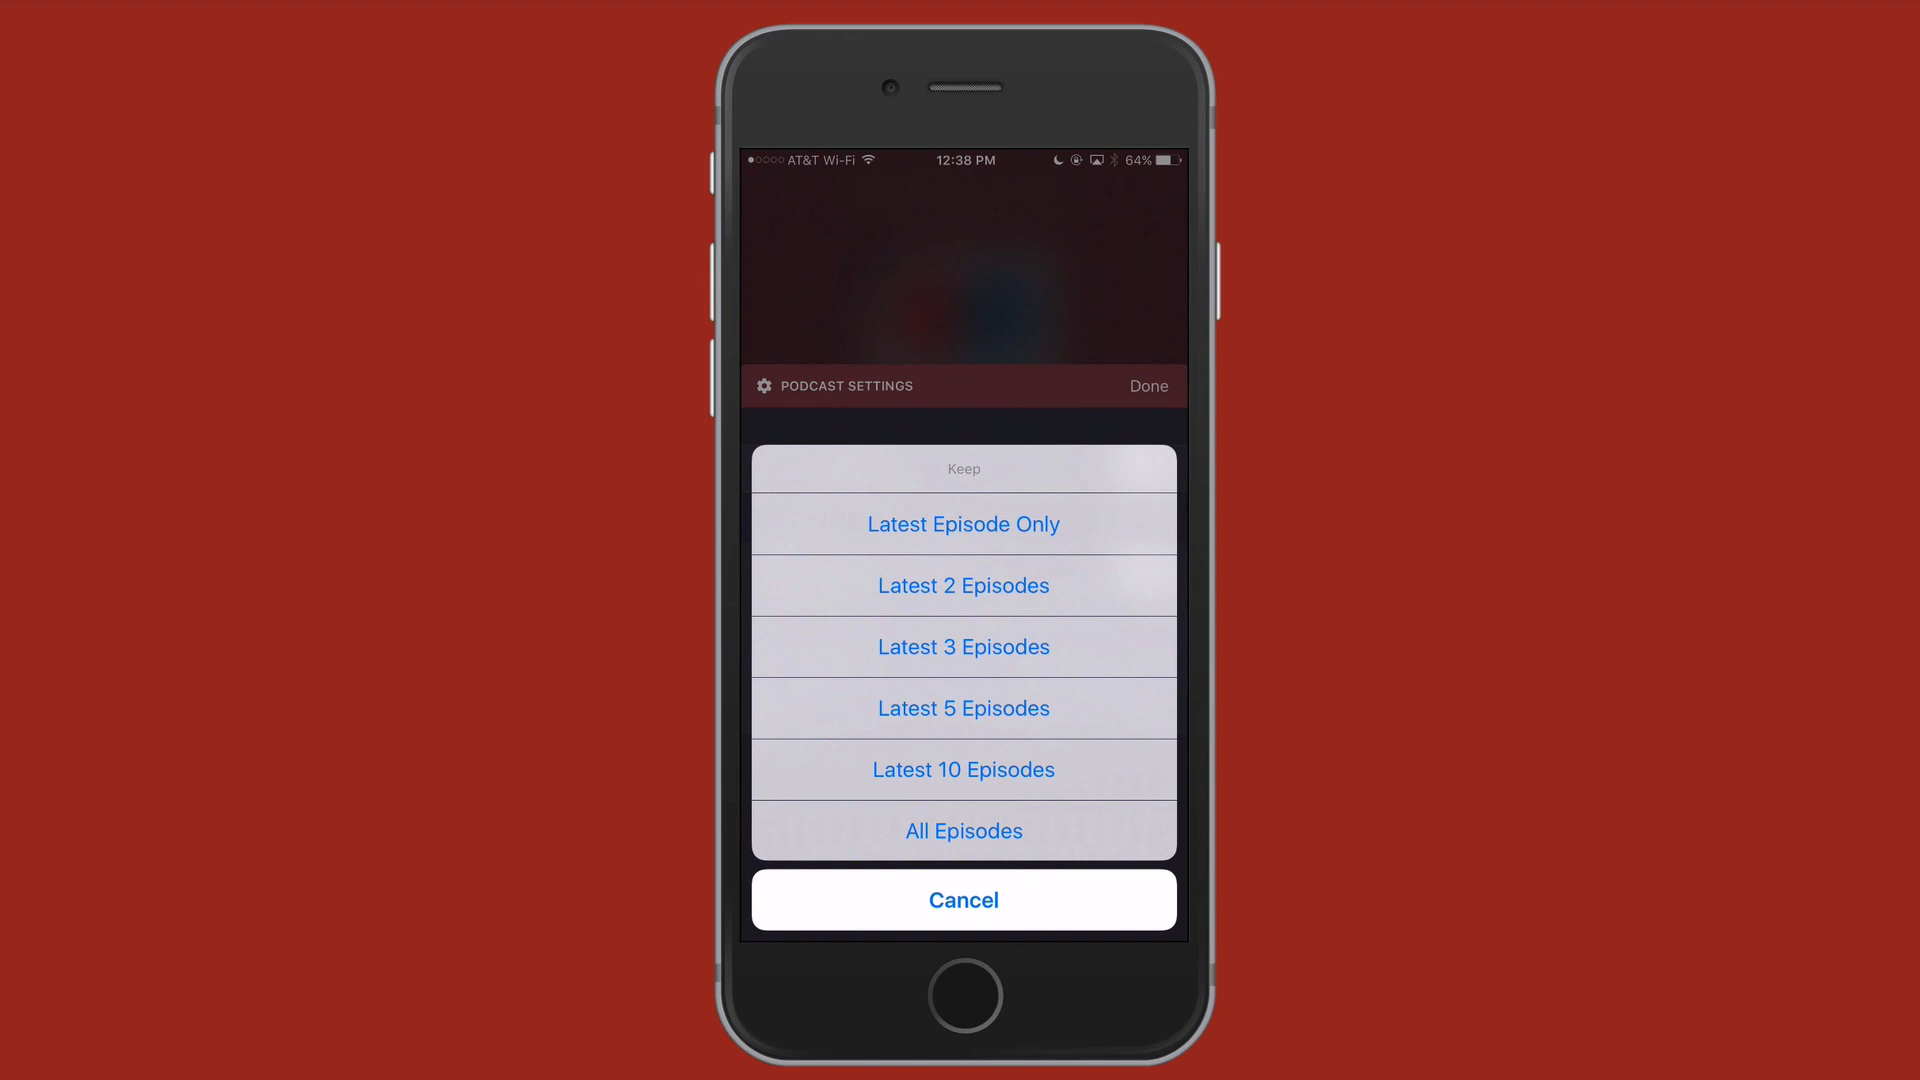 AT&T Wi-Fi 12:38 PM 64%
PODCAST SETTINGS Done
Keep
Latest Episode Only
Latest 2 Episodes
Latest 3 Episodes
Latest 5 Episodes
Latest 10 Episodes
All Episodes
Cancel